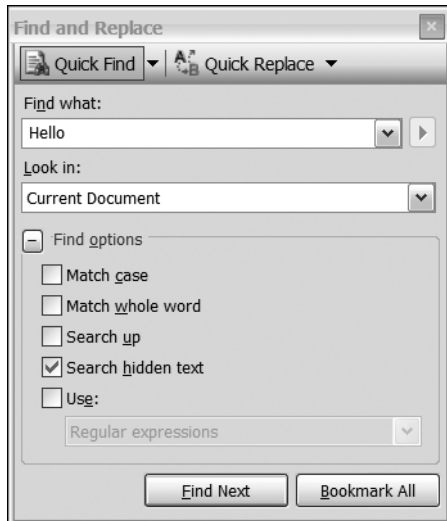 Find and Replace
Quick Find Quick Replace
Find what:
Hello
Look in:
Current Document
Find options
Match case
Match whole word
Search up
Search hidden text
Use:
Regular expressions
Find Next Bookmark All